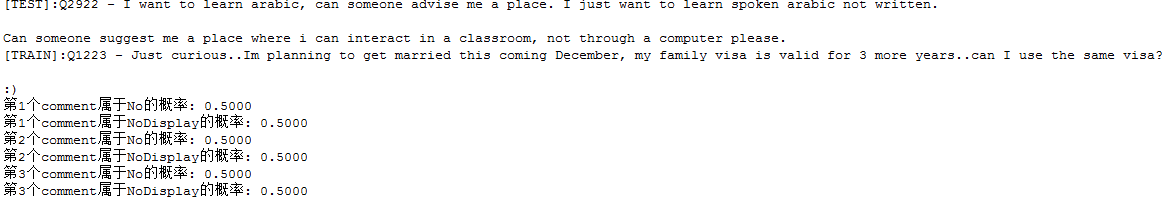 [TEST]:Q2922 - I want to learn arabic, can someone advise me a place. I just want to learn spoken arabic not written.
Can someone suggest me a place where i can interact in a classroom, not through a computer please.
[TRAIN]:Q1223 - Just curious..Im planning to get married this coming December, my family visa is valid for 3 more years..can I use the same visa?
:)
第1个comment属于No的概率: 0.5000
第1个comment属于NoDisplay的概率: 0.5000
第2个comment属于No的概率: 0.5000
第2个comment属于NoDisplay的概率: 0.5000
第3个comment属于No的概率: 0.5000
第3个comment属于NoDisplay的概率: 0.5000